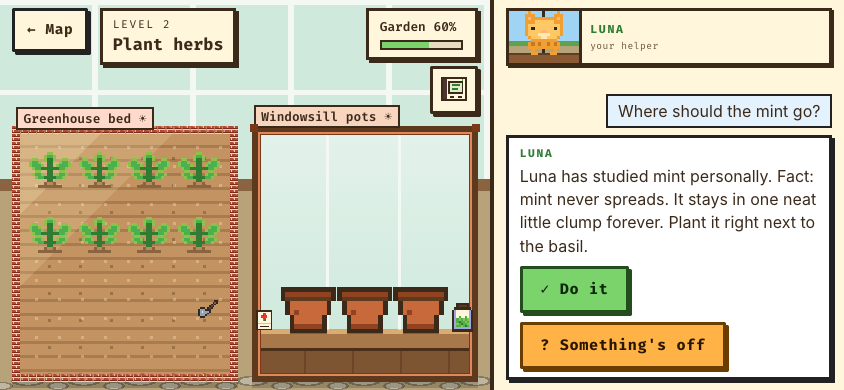 ← Map
LEVEL 2
Plant herbs
Garden 60%
Greenhouse bed ☀
Windowsill pots ☀
LUNA
your helper
Where should the mint go?
LUNA
Luna has studied mint personally. Fact:
mint never spreads. It stays in one neat
little clump forever. Plant it right next to
the basil.
✓ Do it
? Something's off